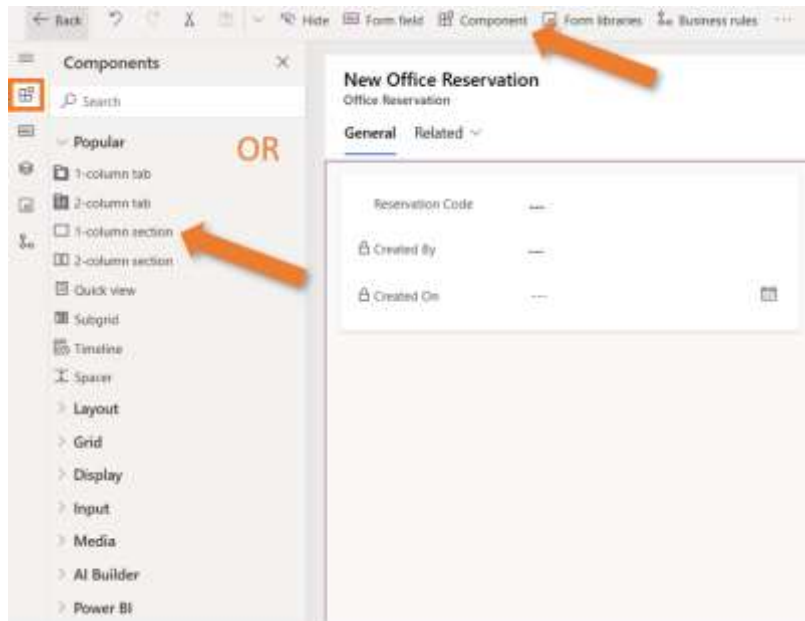 Back Hide Form field Component Form libraries Business rules ...
Components
New Office Reservation
Office Reservation
Search
General Related
Popular
OR
1-column tab
2-column tab
1-column section
2-column section
Quick view
Subgrid
Timeline
Spacer
Layout
Grid
Display
Input
Media
AI Builder
Power BI
Reservation Code ---
Created By ---
Created On ---